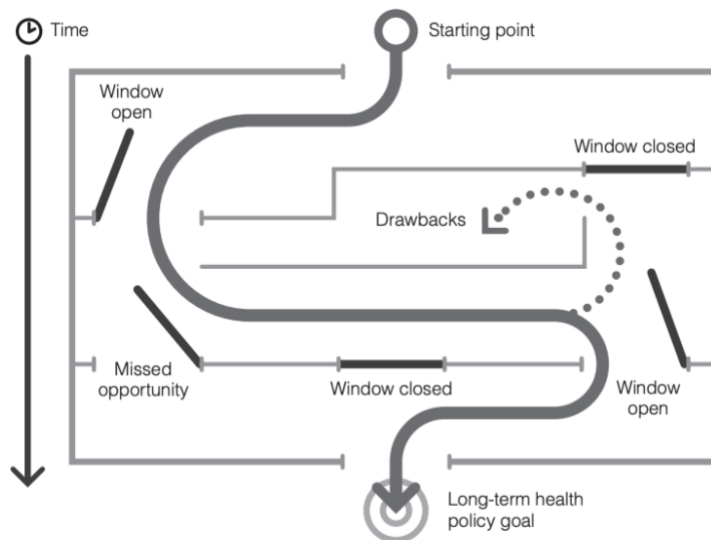 Time
Starting point
Window
open
Window closed
Drawbacks
Missed
opportunity
Window closed
Window
open
Long-term health
policy goal